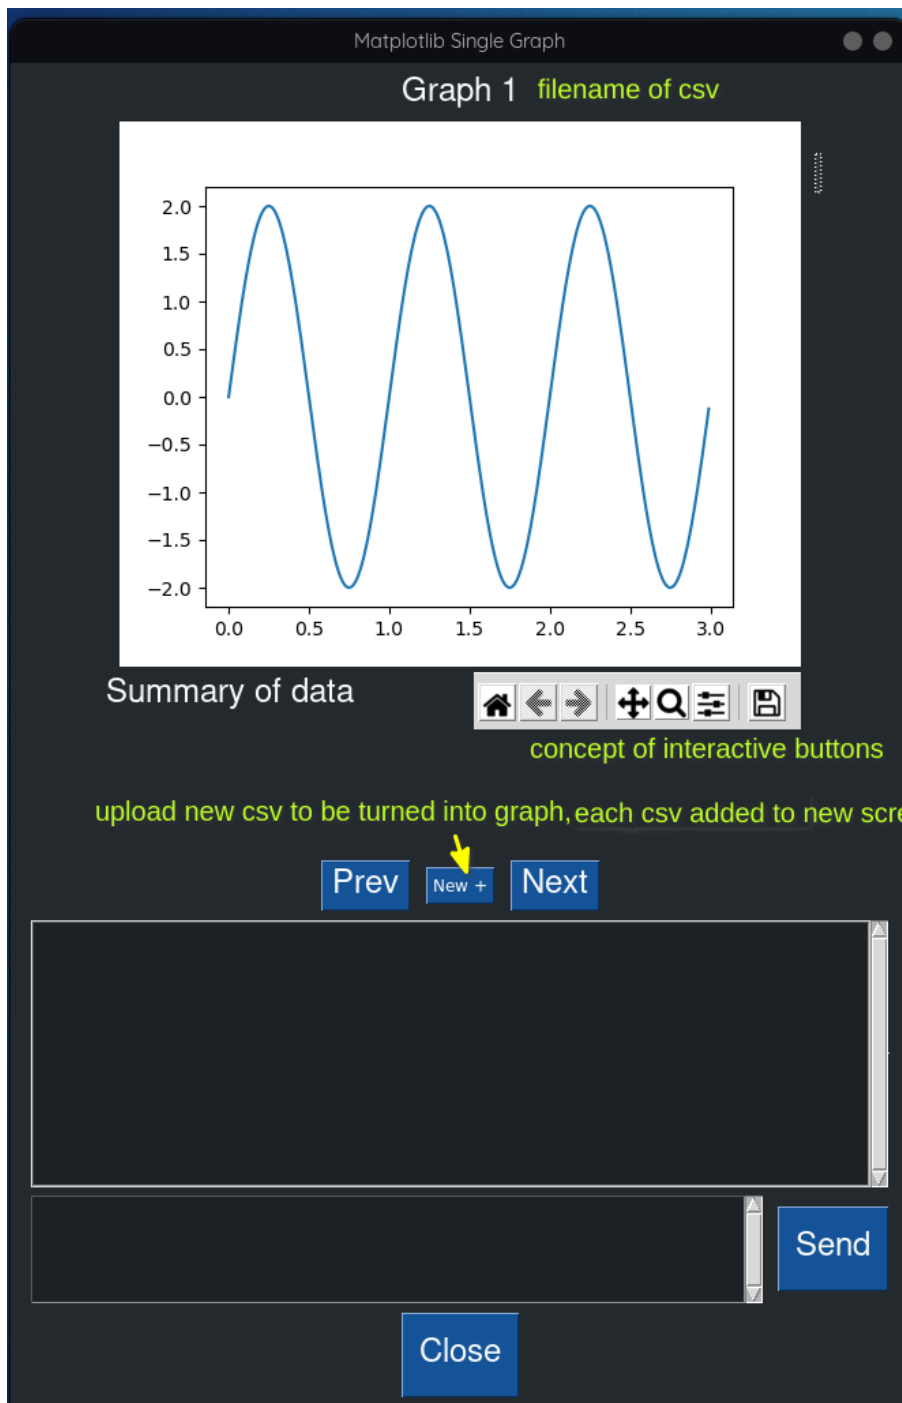 Matplotlib Single Graph
Graph 1 filename of csv
2.0
1.5
1.0
0.5
0.0
−0.5
−1.0
−1.5
−2.0
0.0 0.5 1.0 1.5 2.0 2.5 3.0
Summary of data
concept of interactive buttons
upload new csv to be turned into graph, each csv added to new scre
Prev New + Next
Send
Close